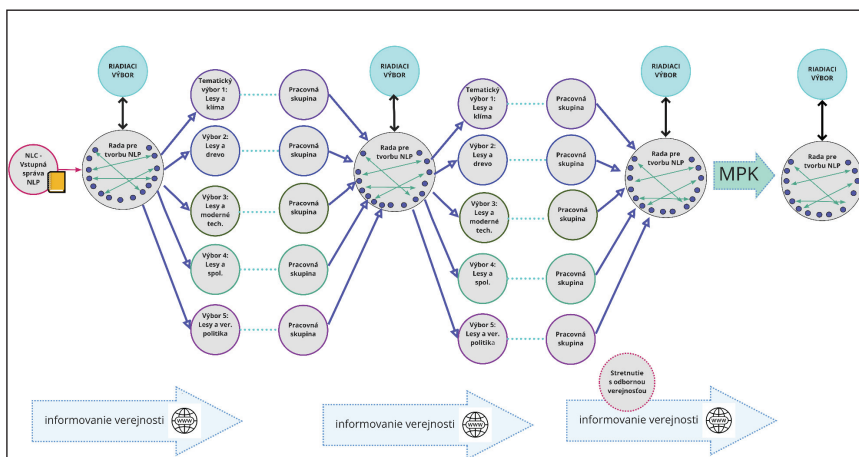 RIADIACI
VÝBOR
RIADIACI
VÝBOR
RIADIACI
VÝBOR
RIADIACI
VÝBOR
NLC -
Vstupná
správa
NLP
Rada pre
tvorbu NLP
Tematický
výbor 1:
Lesy a
klíma
Pracovná
skupina
Výbor 2:
Lesy a
drevo
Pracovná
skupina
Výbor 3:
Lesy a
moderné
tech.
Pracovná
skupina
Výbor 4:
Lesy a
spol.
Pracovná
skupina
Výbor 5:
Lesy a ver.
politika
Pracovná
skupina
Rada pre
tvorbu NLP
Tematický
výbor 1:
Lesy a
klíma
Pracovná
skupina
Výbor 2:
Lesy a
drevo
Pracovná
skupina
Výbor 3:
Lesy a
moderné
tech.
Pracovná
skupina
Výbor 4:
Lesy a
spol.
Pracovná
skupina
Výbor 5:
Lesy a ver.
politika
Pracovná
skupina
Rada pre
tvorbu NLP
MPK
Rada pre
tvorbu NLP
informovanie verejnosti
WWW
informovanie verejnosti
WWW
Stretnutie
s odbornou
verejnosťou
informovanie verejnosti
WWW